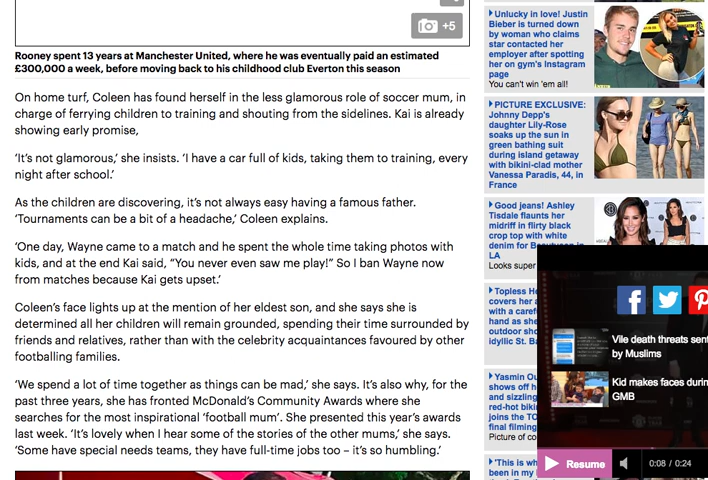 +5
Rooney spent 13 years at Manchester United, where he was eventually paid an estimated
£300,000 a week, before moving back to his childhood club Everton this season
On home turf, Coleen has found herself in the less glamorous role of soccer mum, in
charge of ferrying children to training and shouting from the sidelines. Kai is already
showing early promise,
‘It’s not glamorous,’ she insists. ‘I have a car full of kids, taking them to training, every
night after school.’
As the children are discovering, it’s not always easy having a famous father.
‘Tournaments can be a bit of a headache,’ Coleen explains.
‘One day, Wayne came to a match and he spent the whole time taking photos with
kids, and at the end Kai said, “You never even saw me play!” So I ban Wayne now
from matches because Kai gets upset.’
Coleen’s face lights up at the mention of her eldest son, and she says she is
determined all her children will remain grounded, spending their time surrounded by
friends and relatives, rather than with the celebrity acquaintances favoured by other
footballing families.
‘We spend a lot of time together as things can be mad,’ she says. It’s also why, for the
past three years, she has fronted McDonald’s Community Awards where she
searches for the most inspirational ‘football mum’. She presented this year’s awards
last week. ‘It’s lovely when I hear some of the stories of the other mums,’ she says.
‘Some have special needs teams, they have full-time jobs too – it’s so humbling.’
Unlucky in love! Justin
Bieber is turned down
by woman who claims
star contacted her
employer after spotting
her on gym's Instagram
page
You can't win 'em all!
PICTURE EXCLUSIVE:
Johnny Depp's
daughter Lily-Rose
soaks up the sun in
green bathing suit
during island getaway
with bikini-clad mother
Vanessa Paradis, 44, in
France
Good jeans! Ashley
Tisdale flaunts her
midriff in flirty black
crop top with white
denim for
LA
Looks super
Topless
covers her
with a
hand as she
outdoor
idyllic St.
Yasmin
shows off
and sizzling
red-hot
joins the
final filming
Picture of
'This is
been in my
Vile death threats sent
by Muslims
Kid makes faces during
GMB
Resume
0:08 / 0:24